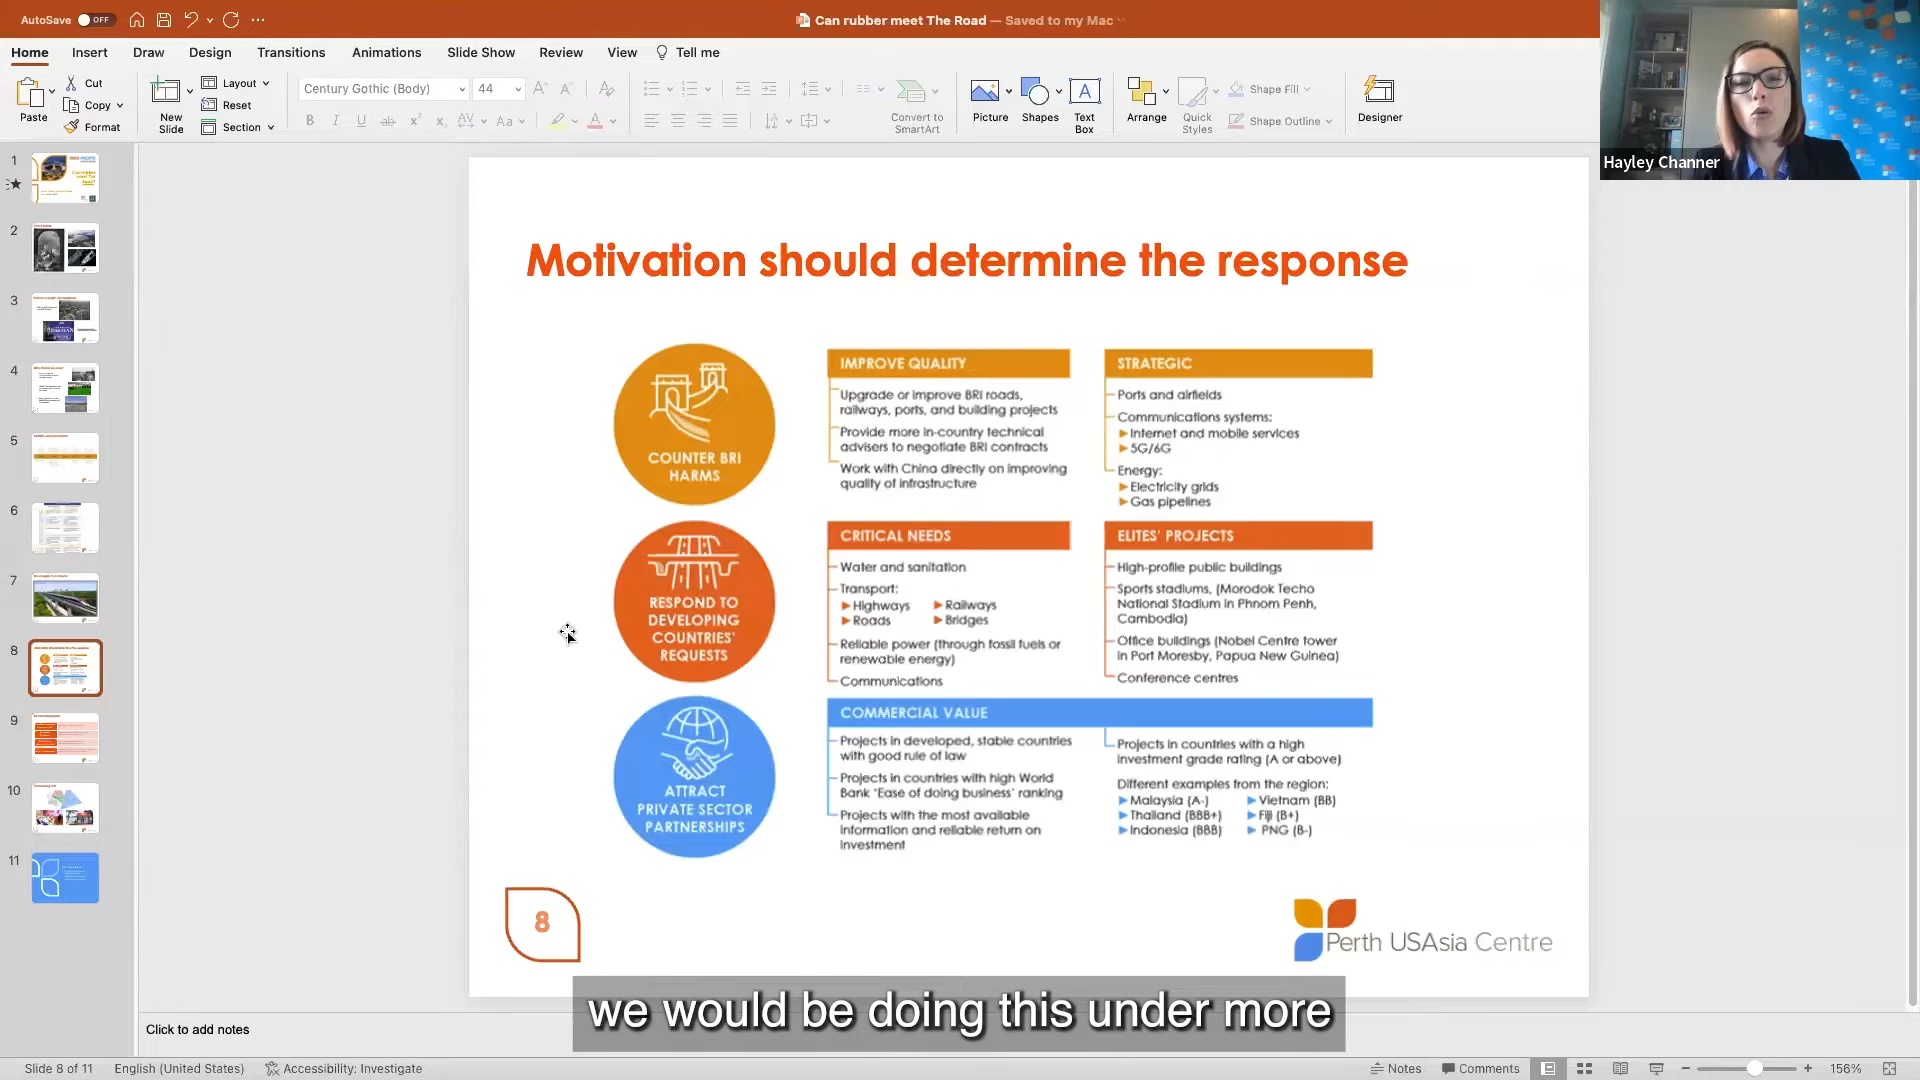 AutoSave OFF
Can rubber meet The Road — Saved to my Mac
Home Insert Draw Design Transitions Animations Slide Show Review View Tell me
Paste
Cut
Copy
Format
New Slide
Layout
Reset
Section
Century Gothic (Body) 44
Convert to SmartArt
Picture
Shapes
Text Box
Arrange
Quick Styles
Shape Fill
Shape Outline
Designer
Hayley Channer
1
2
3
4
5
6
7
8
9
10
11
Motivation should determine the response
COUNTER BRI
HARMS
IMPROVE QUALITY
Upgrade or improve BRI roads,
railways, ports, and building projects
Provide more in-country technical
advisers to negotiate BRI contracts
Work with China directly on improving
quality of infrastructure
STRATEGIC
Ports and airfields
Communications systems:
Internet and mobile services
5G/6G
Energy:
Electricity grids
Gas pipelines
RESPOND TO
DEVELOPING
COUNTRIES'
REQUESTS
CRITICAL NEEDS
Water and sanitation
Transport:
Highways Railways
Roads Bridges
Reliable power (through fossil fuels or
renewable energy)
Communications
ELITES' PROJECTS
High-profile public buildings
Sports stadiums, (Morodok Techo
National Stadium in Phnom Penh,
Cambodia)
Office buildings (Nobel Centre tower
in Port Moresby, Papua New Guinea)
Conference centres
ATTRACT
PRIVATE SECTOR
PARTNERSHIPS
COMMERCIAL VALUE
Projects in developed, stable countries
with good rule of law
Projects in countries with high World
Bank 'Ease of doing business' ranking
Projects with the most available
information and reliable return on
investment
Projects in countries with a high
investment grade rating (A or above)
Different examples from the region:
Malaysia (A-) Vietnam (BB)
Thailand (BBB+) Fiji (B+)
Indonesia (BBB) PNG (B-)
8
Perth USAsia Centre
we would be doing this under more
Click to add notes
Slide 8 of 11 English (United States) Accessibility: Investigate Notes Comments 156%